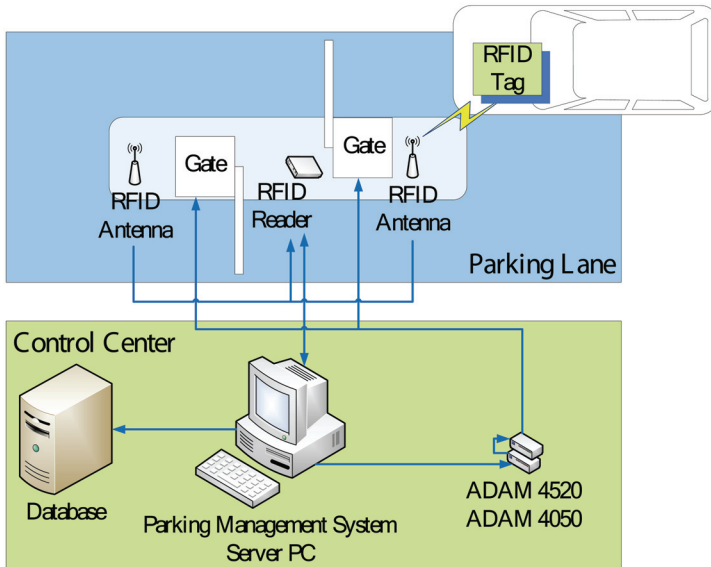 RFID
Tag
Gate
Gate
RFID
Antenna
RFID
Reader
RFID
Antenna
Parking Lane
Control Center
Database
Parking Management System
Server PC
ADAM 4520
ADAM 4050